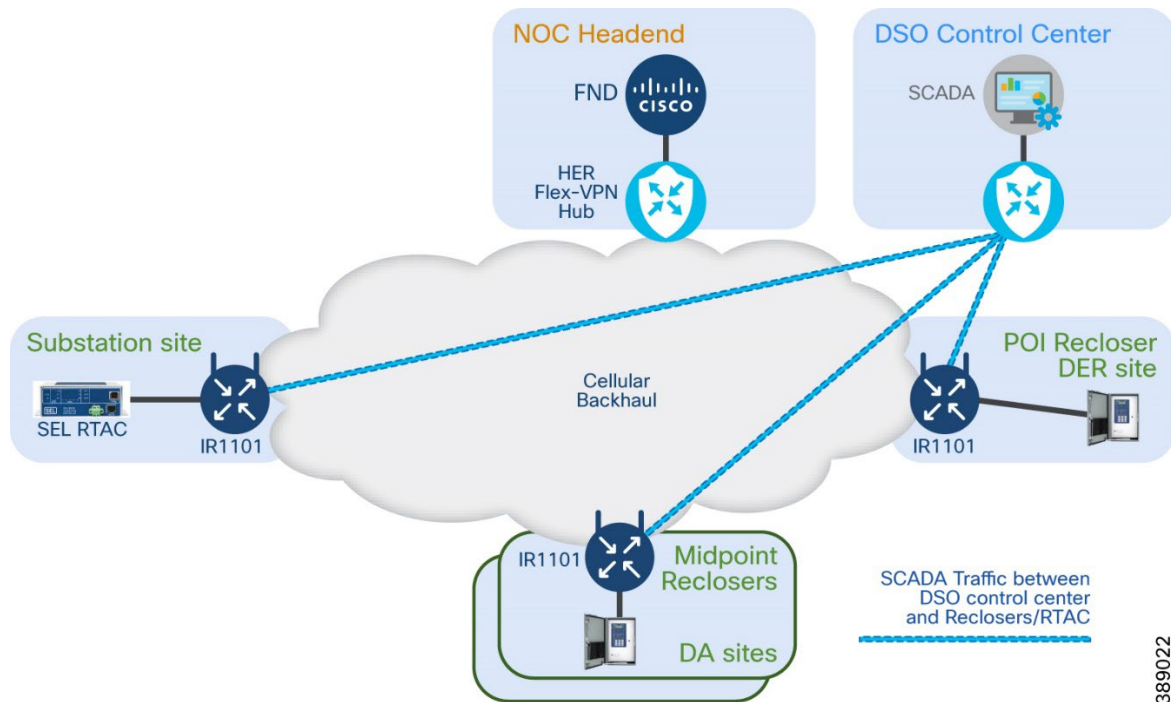 NOC Headend
FND
CISCO
HER
Flex-VPN
Hub
DSO Control Center
SCADA
Substation site
SEL RTAC
IR1101
Cellular
Backhaul
POI Recloser
DER site
IR1101
IR1101
Midpoint
Reclosers
DA sites
SCADA Traffic between
DSO control center
and Reclosers/RTAC
389022